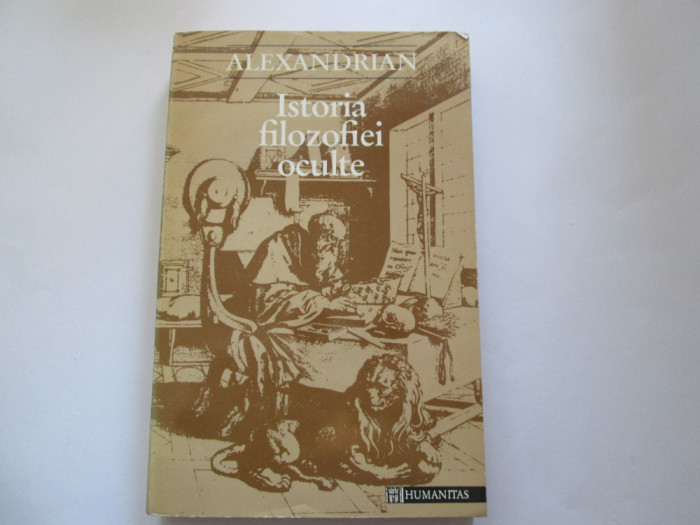 ALEXANDRIAN
Istoria
filozofiei
oculte
HUMANITAS